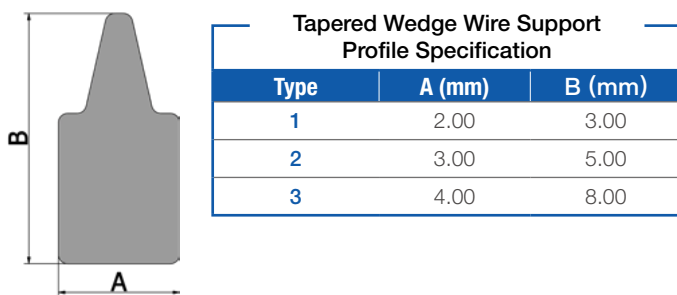 Tapered Wedge Wire Support
Profile Specification
Type A (mm) B (mm)
1 2.00 3.00
2 3.00 5.00
3 4.00 8.00
B
A